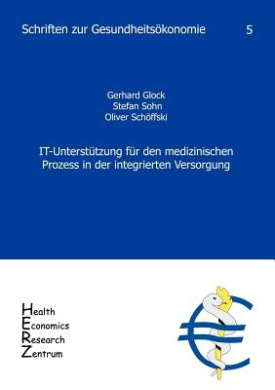 Schriften zur Gesundheitsökonomie 5
Gerhard Glock
Stefan Sohn
Oliver Schöffski
IT-Unterstützung für den medizinischen
Prozess in der integrierten Versorgung
Health
Economics
Research
Zentrum